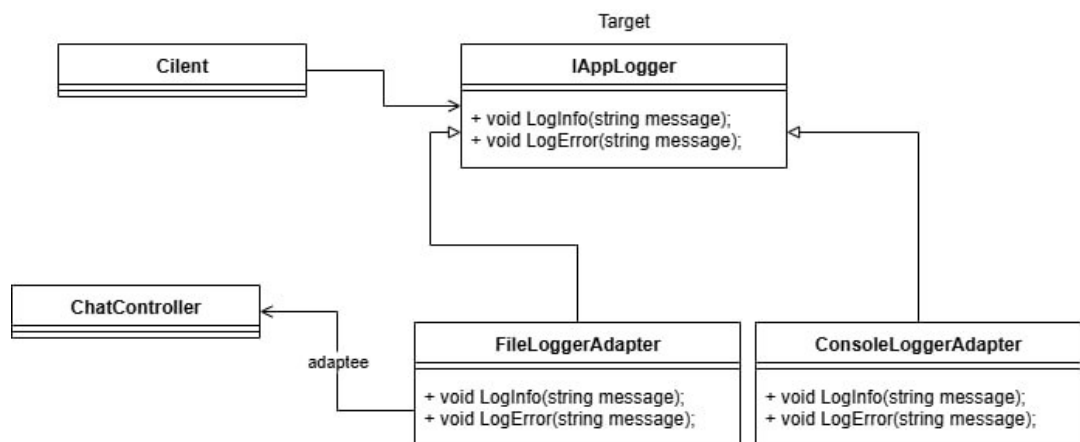 Target
Cilent
IAppLogger
+ void LogInfo(string message);
+ void LogError(string message);
ChatController
adaptee
FileLoggerAdapter
+ void LogInfo(string message);
+ void LogError(string message);
ConsoleLoggerAdapter
+ void LogInfo(string message);
+ void LogError(string message);